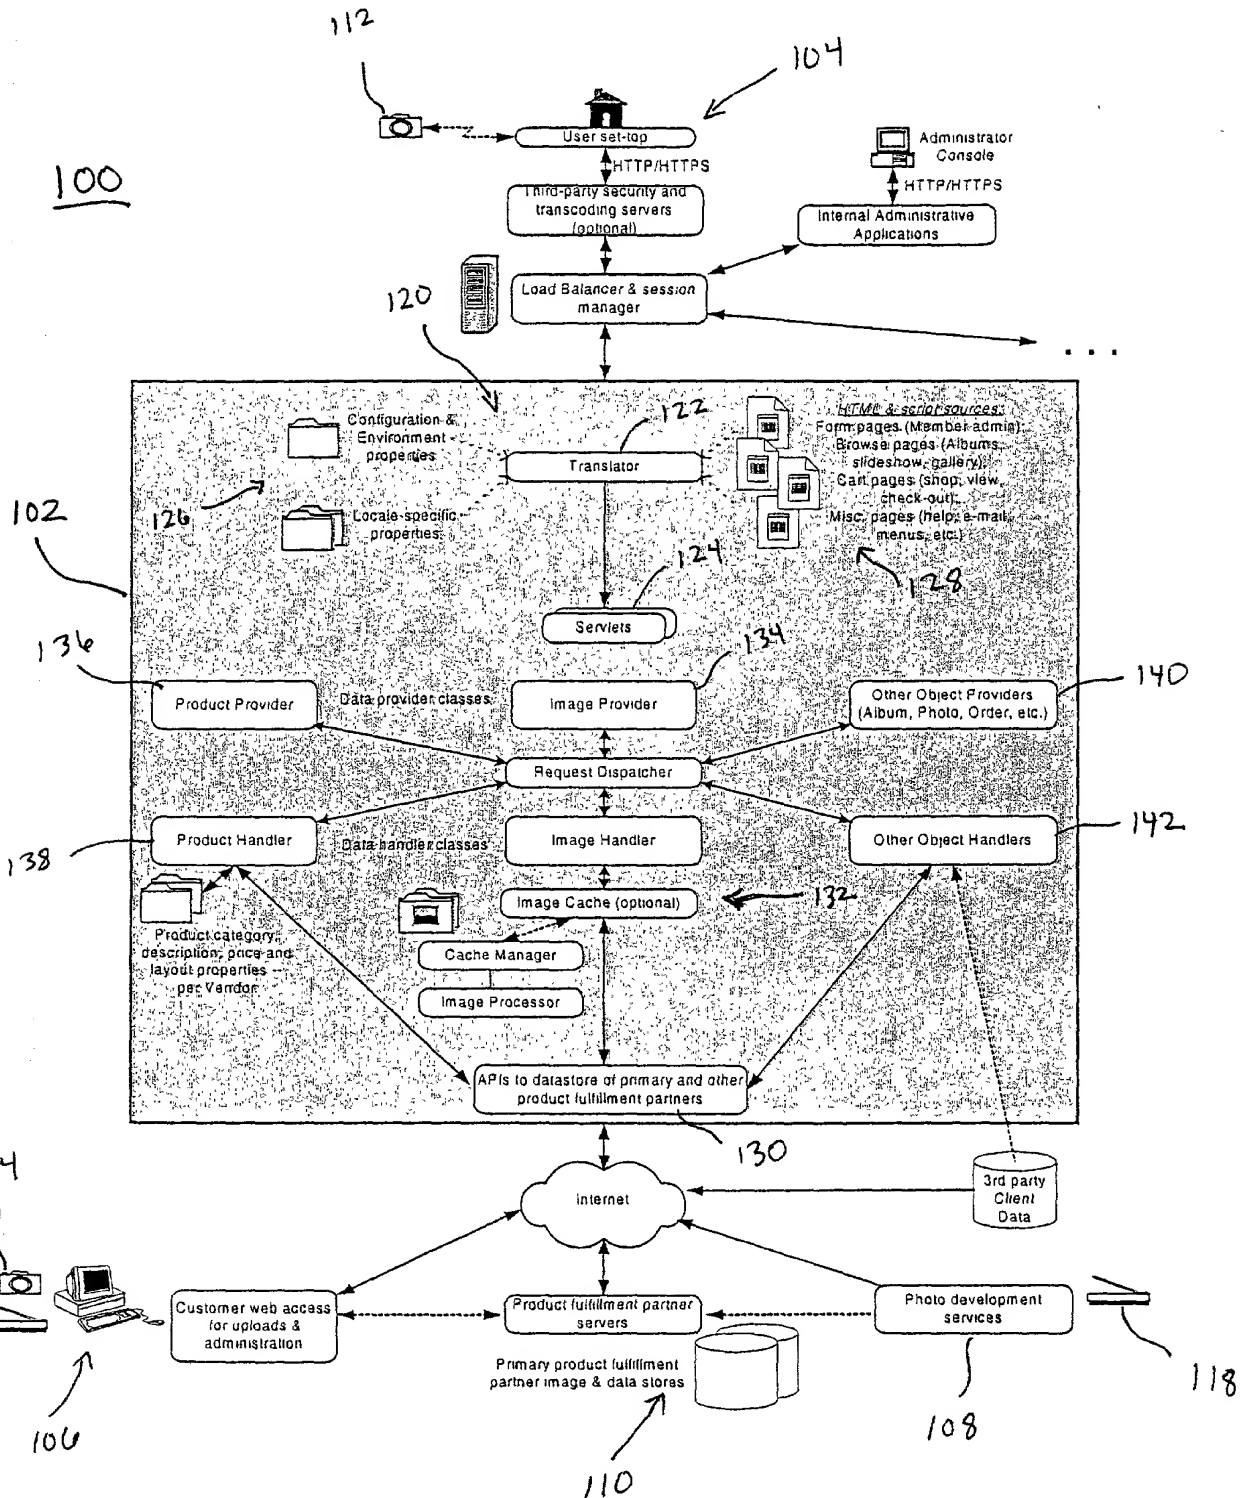 112
104
User set-top
Administrator
Console
100
HTTP/HTTPS
HTTP/HTTPS
Third-party security and
transcoding servers
(optional)
Internal Administrative
Applications
120
Load Balancer & session
manager
. . .
122
Configuration &
Environment
properties
HTML & script sources:
Form pages (Member admin);
Browse pages (Albums,
slideshow, gallery);
Cart pages (shop, view,
check-out);
Misc. pages (help, e-mail,
menus, etc.)
Translator
102
126
Locale-specific
properties
124
128
Servlets
136
134
140
Product Provider
Data provider classes
Image Provider
Other Object Providers
(Album, Photo, Order, etc.)
Request Dispatcher
142
Product Handler
Data handler classes
Image Handler
Other Object Handlers
138
Image Cache (optional)
132
Product category,
description, price and
layout properties --
per Vendor
Cache Manager
Image Processor
APIs to datastore of primary and other
product fulfillment partners
130
Internet
3rd party
Client
Data
4
Customer web access
for uploads &
administration
Product fulfillment partner
servers
Photo development
services
Primary product fulfillment
partner image & data stores
118
106
108
110